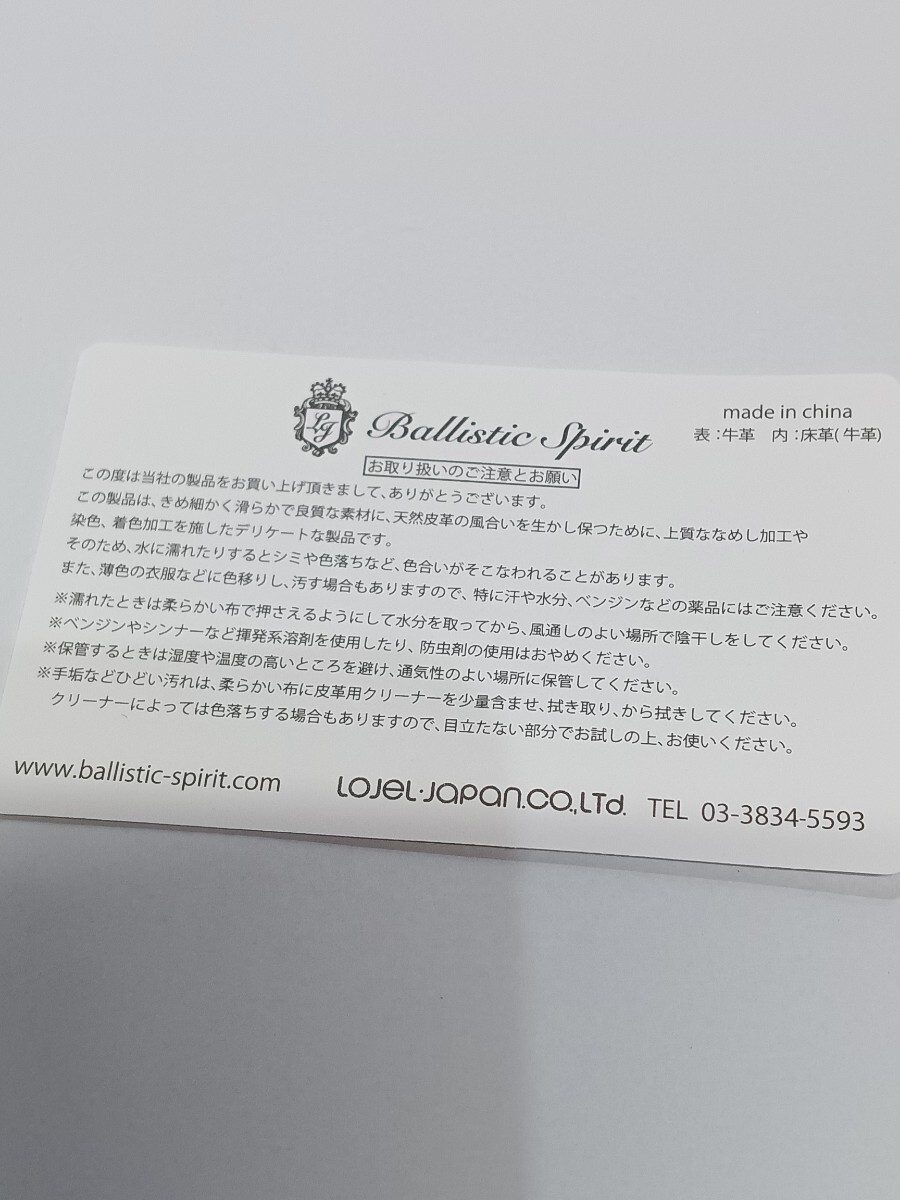 LJ
Ballistic Spirit
made in china
表：牛革　内：床革(牛革)
お取り扱いのご注意とお願い
この度は当社の製品をお買い上げ頂きまして、ありがとうございます。
この製品は、きめ細かく滑らかで良質な素材に、天然皮革の風合いを生かし保つために、上質ななめし加工や
染色、着色加工を施したデリケートな製品です。
そのため、水に濡れたりするとシミや色落ちなど、色合いがそこなわれることがあります。
また、薄色の衣服などに色移りし、汚す場合もありますので、特に汗や水分、ベンジンなどの薬品にはご注意ください。
※濡れたときは柔らかい布で押さえるようにして水分を取ってから、風通しのよい場所で陰干しをしてください。
※ベンジンやシンナーなど揮発系溶剤を使用したり、防虫剤の使用はおやめください。
※保管するときは湿度や温度の高いところを避け、通気性のよい場所に保管してください。
※手垢などひどい汚れは、柔らかい布に皮革用クリーナーを少量含ませ、拭き取り、から拭きしてください。
クリーナーによっては色落ちする場合もありますので、目立たない部分でお試しの上、お使いください。
www.ballistic-spirit.com
LOJEL·JAPAN.CO.,LTd.
TEL 03-3834-5593